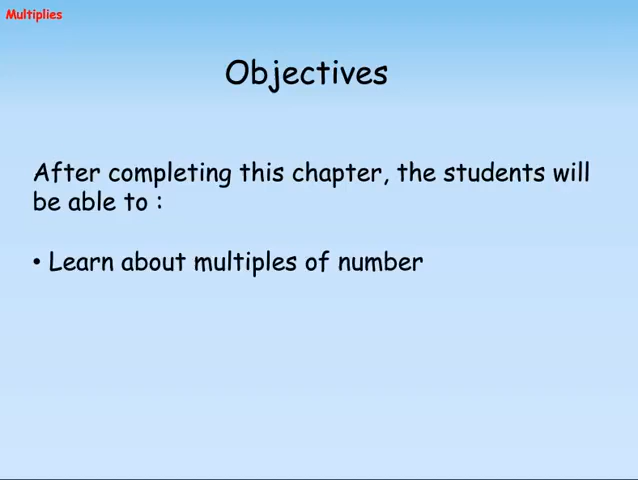 Multiplies
Objectives
After completing this chapter, the students will
be able to :
• Learn about multiples of number